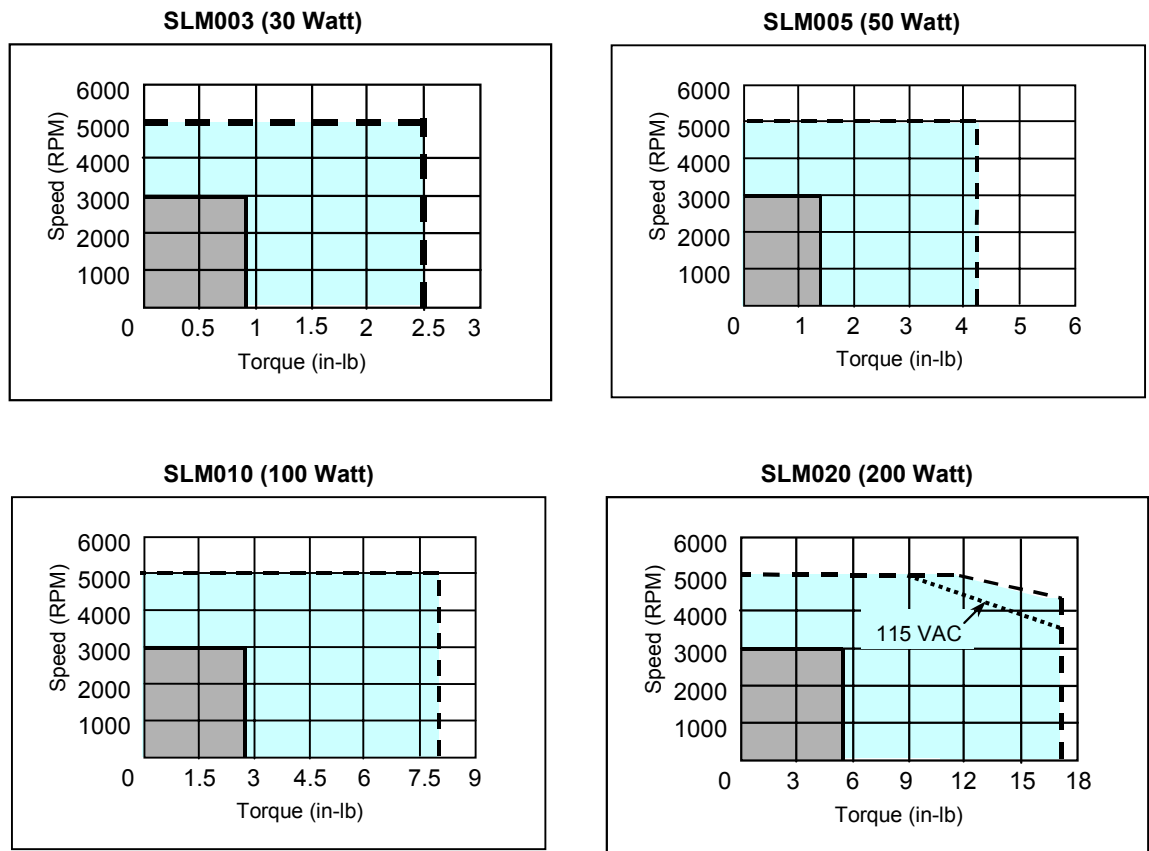 SLM003 (30 Watt)
6000
5000
4000
3000
2000
1000
Speed (RPM)
0 0.5 1 1.5 2 2.5 3
Torque (in-lb)
SLM005 (50 Watt)
6000
5000
4000
3000
2000
1000
Speed (RPM)
0 1 2 3 4 5 6
Torque (in-lb)
SLM010 (100 Watt)
6000
5000
4000
3000
2000
1000
Speed (RPM)
0 1.5 3 4.5 6 7.5 9
Torque (in-lb)
SLM020 (200 Watt)
6000
5000
4000
3000
2000
1000
Speed (RPM)
115 VAC
0 3 6 9 12 15 18
Torque (in-lb)